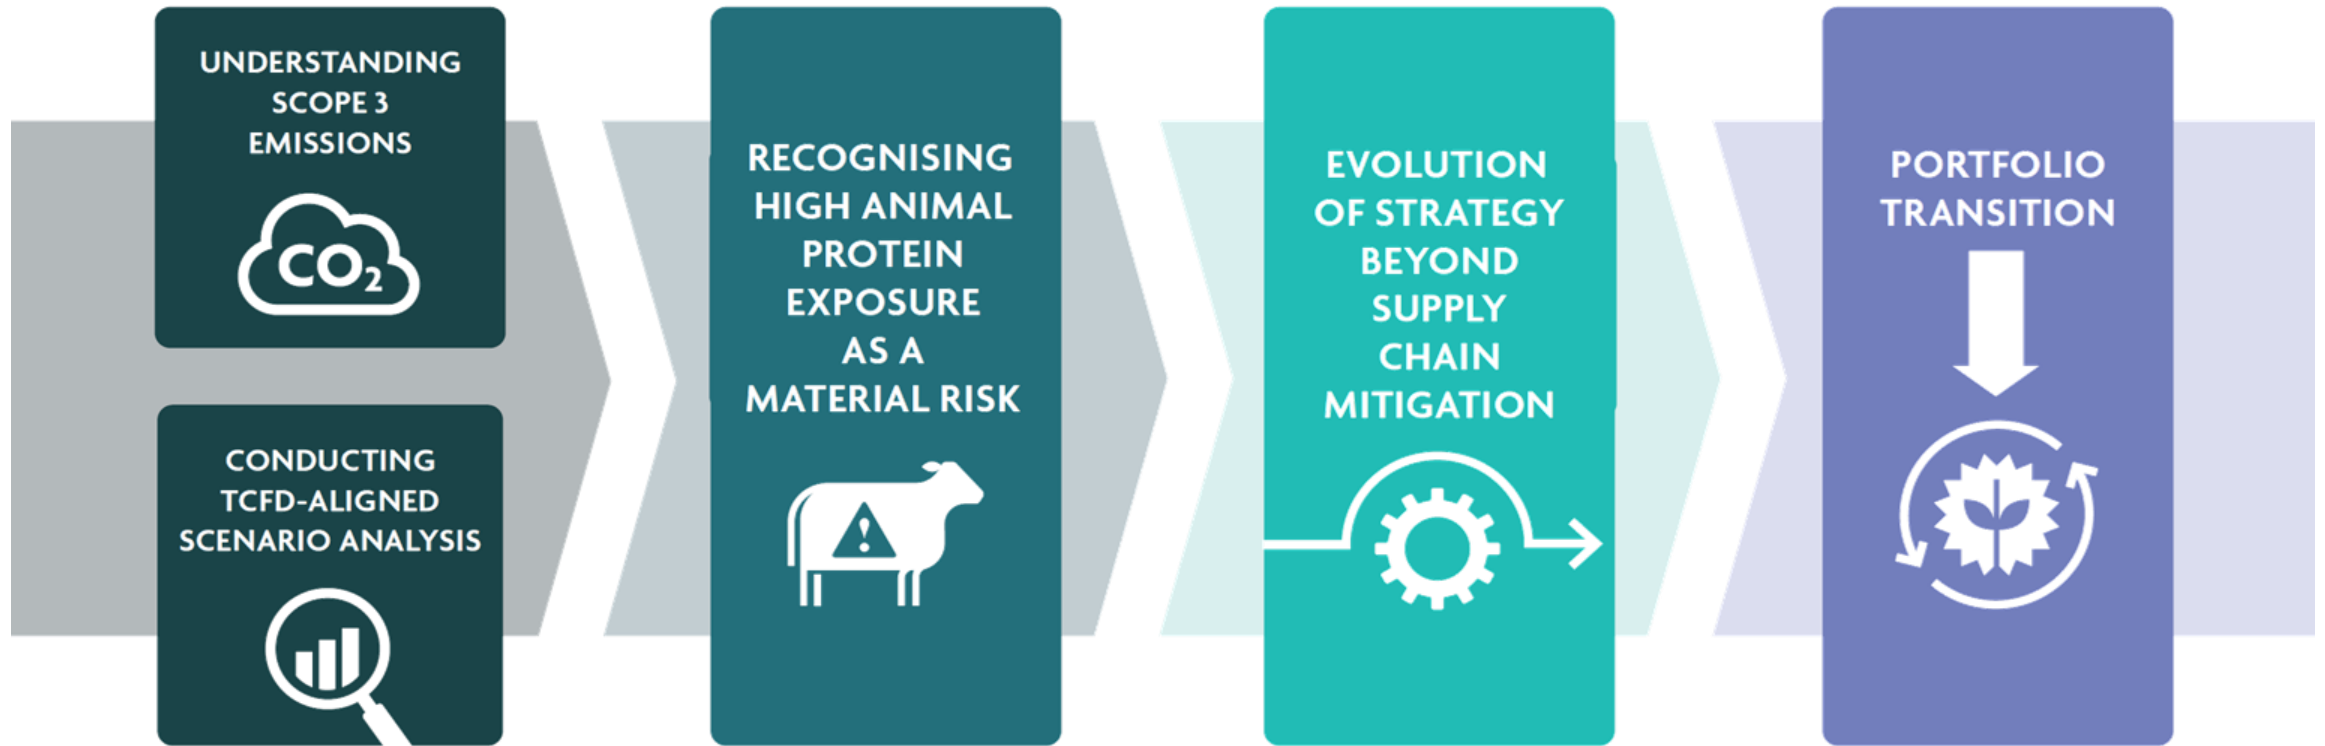 UNDERSTANDING
SCOPE 3
EMISSIONS
CO₂
CONDUCTING
TCFD-ALIGNED
SCENARIO ANALYSIS
RECOGNISING
HIGH ANIMAL
PROTEIN
EXPOSURE
AS A
MATERIAL RISK
!
EVOLUTION
OF STRATEGY
BEYOND
SUPPLY
CHAIN
MITIGATION
PORTFOLIO
TRANSITION